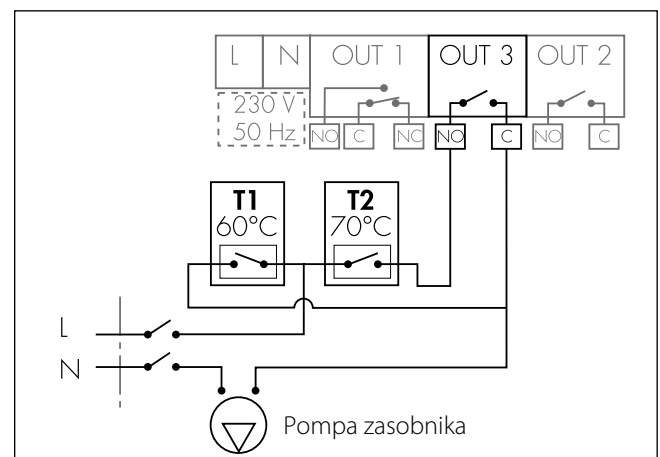 L N OUT 1 OUT 3 OUT 2
230 V
50 Hz
NO C NC NO C NO C
T1 T2
60°C 70°C
L
N
Pompa zasobnika